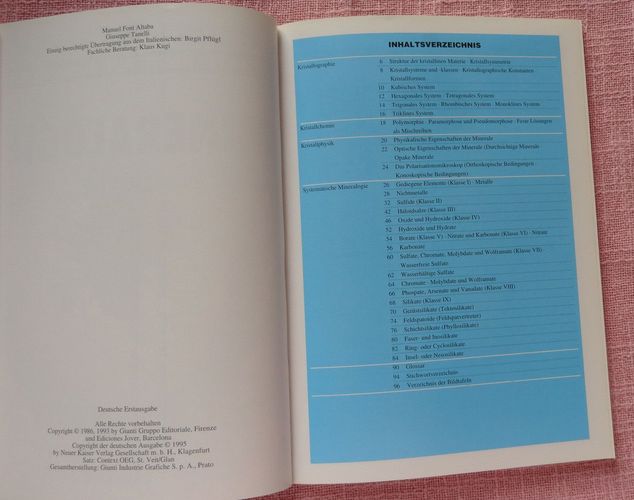 Manuel Font Altaba
Giuseppe Tanelli
Einzig berechtigte Übertragung aus dem Italienischen: Birgit Pflügl
Fachliche Beratung: Klaus Kugi
Deutsche Erstausgabe
Alle Rechte vorbehalten
Copyright © 1986, 1993 by Giunti Gruppo Editoriale, Firenze
und Ediciones Jover, Barcelona
Copyright der deutschen Ausgabe © 1995
by Neuer Kaiser Verlag Gesellschaft m. b. H., Klagenfurt
Satz: Context OEG, St. Veit/Glan
Gesamtherstellung: Giunti Industrie Grafiche S. p. A., Prato
INHALTSVERZEICHNIS
Kristallographie 6 Struktur der kristallinen Materie · Kristallsymmetrie
8 Kristallsysteme und -klassen · Kristallographische Konstanten
Kristallformen
10 Kubisches System
12 Hexagonales System · Tetragonales System
14 Trigonales System · Rhombisches System · Monoklines System
16 Triklines System
Kristallchemie 18 Polymorphie · Paramorphose und Pseudomorphose · Feste Lösungen
als Mischreihen
Kristallphysik 20 Physikalische Eigenschaften der Minerale
22 Optische Eigenschaften der Minerale (Durchsichtige Minerale
Opake Minerale
24 Das Polarisationsmikroskop (Orthoskopische Bedingungen ·
Konoskopische Bedingungen)
Systematische Mineralogie 26 Gediegene Elemente (Klasse I) · Metalle
28 Nichtmetalle
32 Sulfide (Klasse II)
42 Haloidsalze (Klasse III)
46 Oxide und Hydroxide (Klasse IV)
52 Hydroxide und Hydrate
54 Borate (Klasse V) · Nitrate und Karbonate (Klasse VI) · Nitrate
56 Karbonate
60 Sulfate, Chromate, Molybdate und Wolframate (Klasse VII)
Wasserfreie Sulfate
62 Wasserhältige Sulfate
64 Chromate · Molybdate und Wolframate
66 Phospate, Arsenate und Vanadate (Klasse VIII)
68 Silikate (Klasse IX)
70 Gerüstsilikate (Tektosilikate)
74 Feldspatoide (Feldspatvertreter)
76 Schichtsilikate (Phyllosilikate)
80 Faser- und Inosilikate
82 Ring- oder Cyclosilikate
84 Insel- oder Nesosilikate
90 Glossar
94 Stichwortverzeichnis
96 Verzeichnis der Bildtafeln